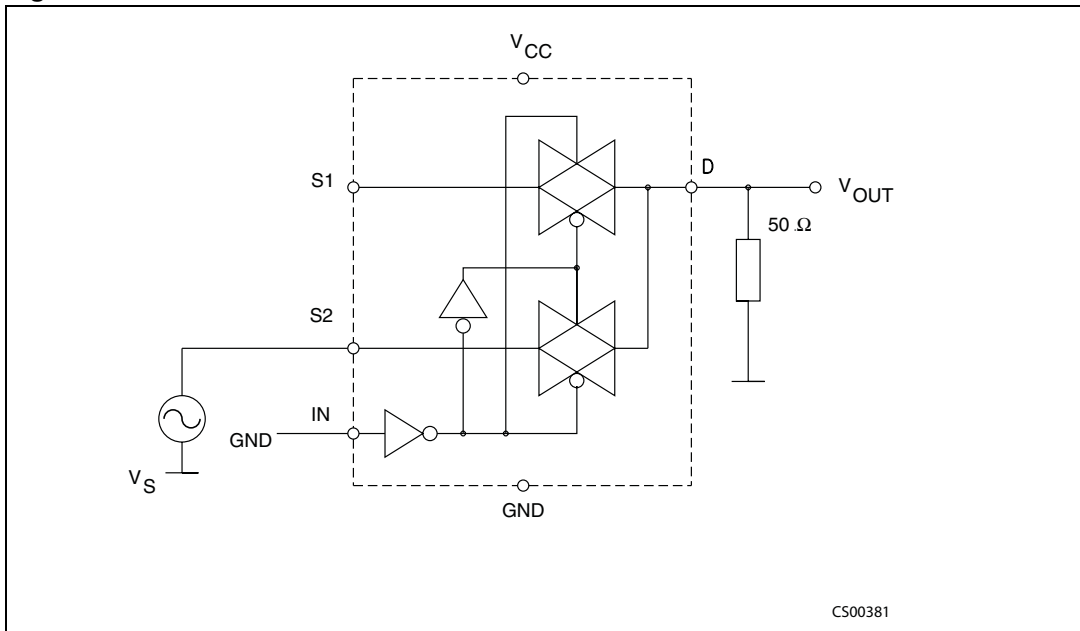 V CC
S1
D
V OUT
50 Ω
S2
IN
GND
V S
GND
CS00381